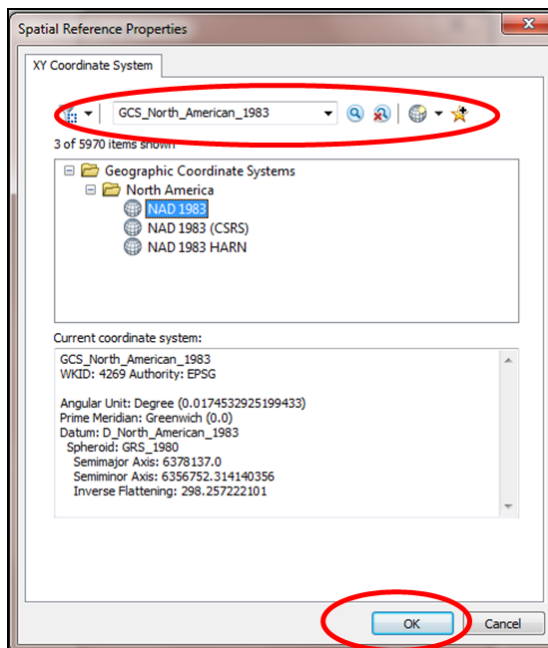 Spatial Reference Properties
XY Coordinate System
GCS_North_American_1983
3 of 5970 items shown
Geographic Coordinate Systems
North America
NAD 1983
NAD 1983 (CSRS)
NAD 1983 HARN
Current coordinate system:
GCS_North_American_1983
WKID: 4269 Authority: EPSG
Angular Unit: Degree (0.0174532925199433)
Prime Meridian: Greenwich (0.0)
Datum: D_North_American_1983
Spheroid: GRS_1980
Semimajor Axis: 6378137.0
Semiminor Axis: 6356752.314140356
Inverse Flattening: 298.257222101
OK
Cancel